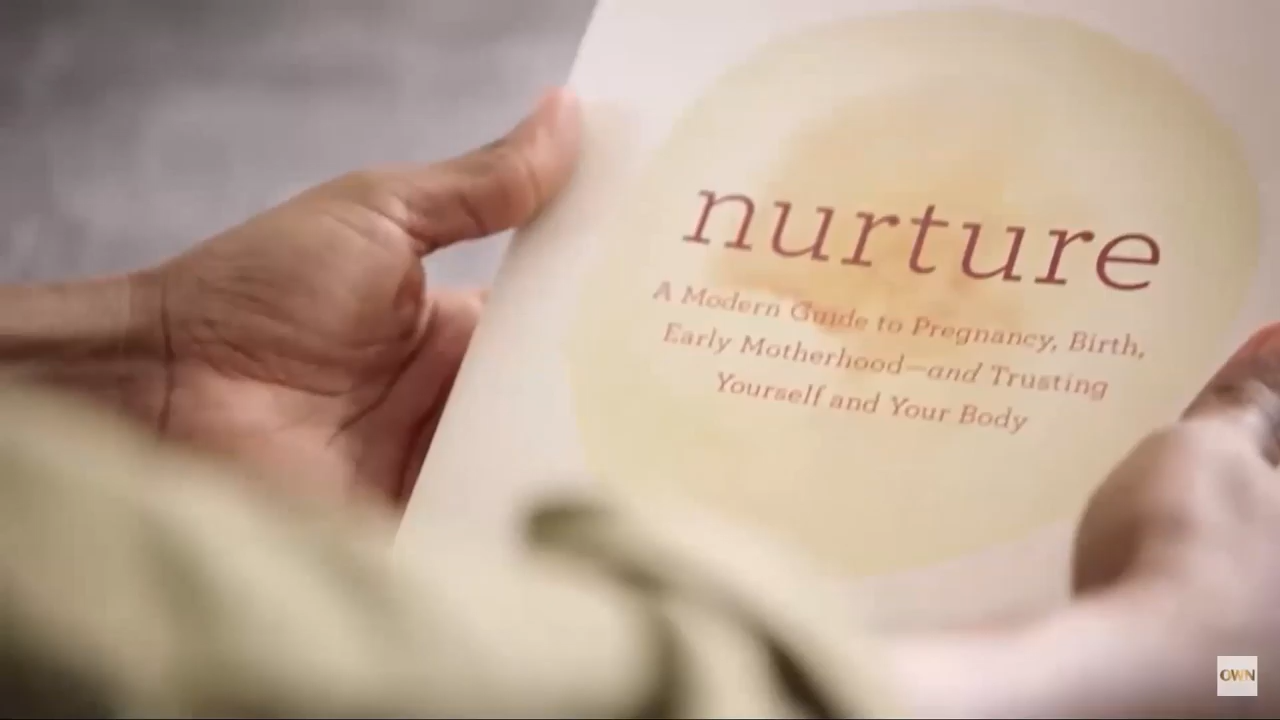 nurture
A Modern Guide to Pregnancy, Birth,
Early Motherhood—and Trusting
Yourself and Your Body
OWN